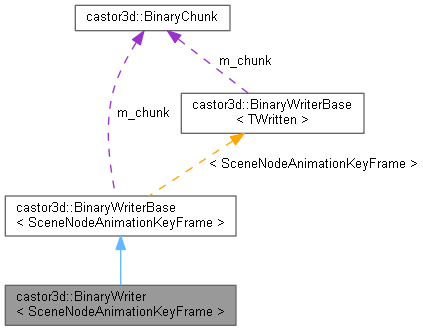 castor3d::BinaryChunk
m_chunk
m_chunk
castor3d::BinaryWriterBase
< TWritten >
< SceneNodeAnimationKeyFrame >
castor3d::BinaryWriterBase
< SceneNodeAnimationKeyFrame >
castor3d::BinaryWriter
< SceneNodeAnimationKeyFrame >